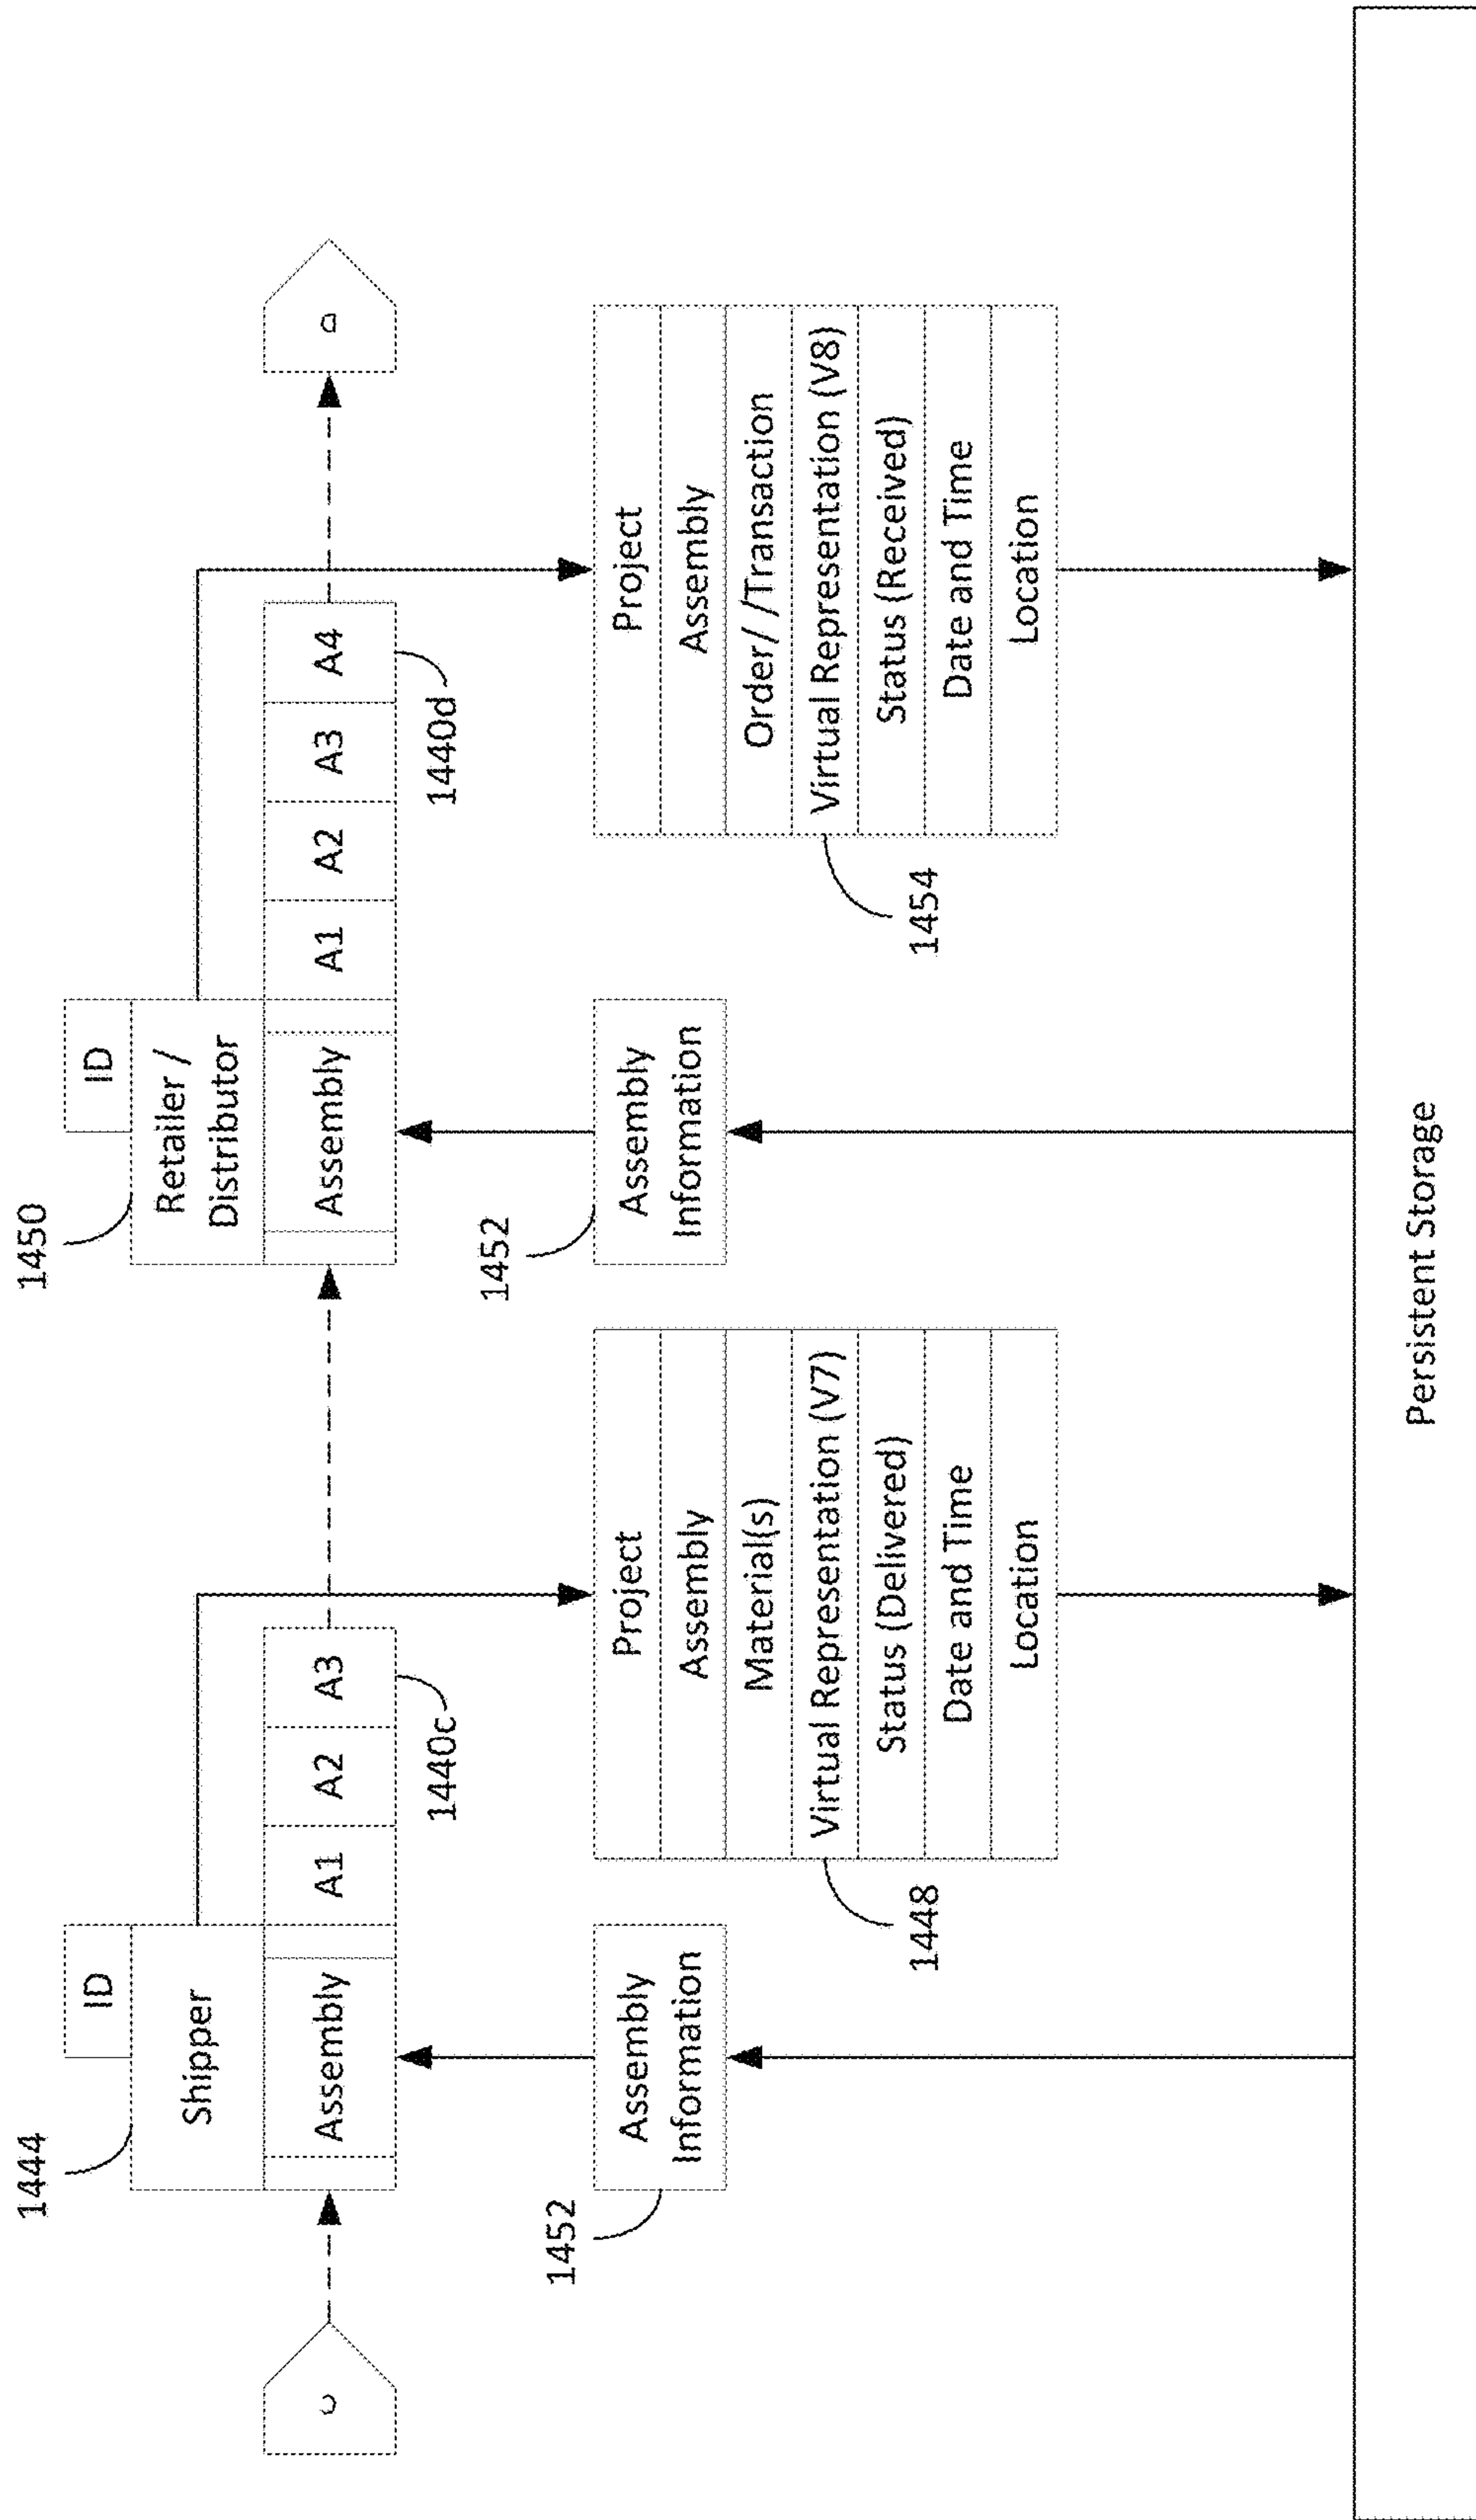 1444
ID
Shipper
Assembly
A1
A2
A3
1440c
1452
Assembly
Information
1448
Project
Assembly
Material(s)
Virtual Representation (V7)
Status (Delivered)
Date and Time
Location
1450
ID
Retailer /
Distributor
Assembly
A1
A2
A3
A4
1440d
1452
Assembly
Information
1454
Project
Assembly
Order/ /Transaction
Virtual Representation (V8)
Status (Received)
Date and Time
Location
Persistent Storage